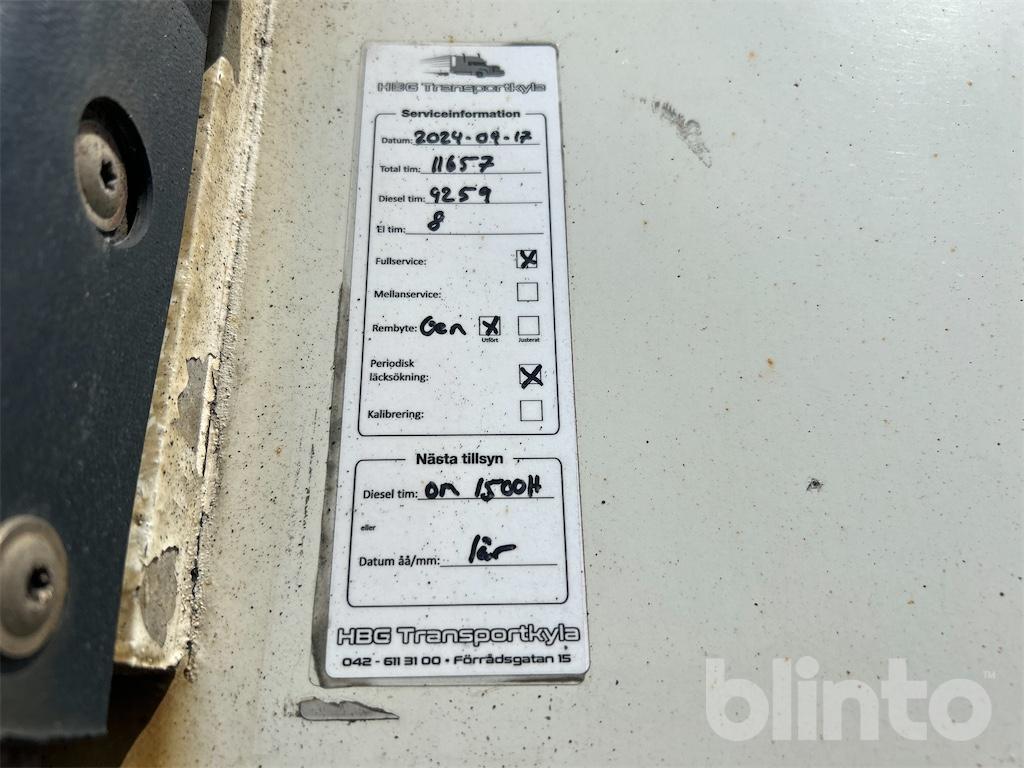 HBG Transportkyla
Serviceinformation
Datum: 2024-04-17
Total tim: 11657
Diesel tim: 9259
El tim: 8
Fullservice: X
Mellanservice:
Rembyte: Gen X
Utfört Justerat
Periodisk
läcksökning: X
Kalibrering:
Nästa tillsyn
Diesel tim: om 1500H
eller
Datum åå/mm: 1år
HBG Transportkyla
042 - 611 31 00 • Förrådsgatan 15
blinto™